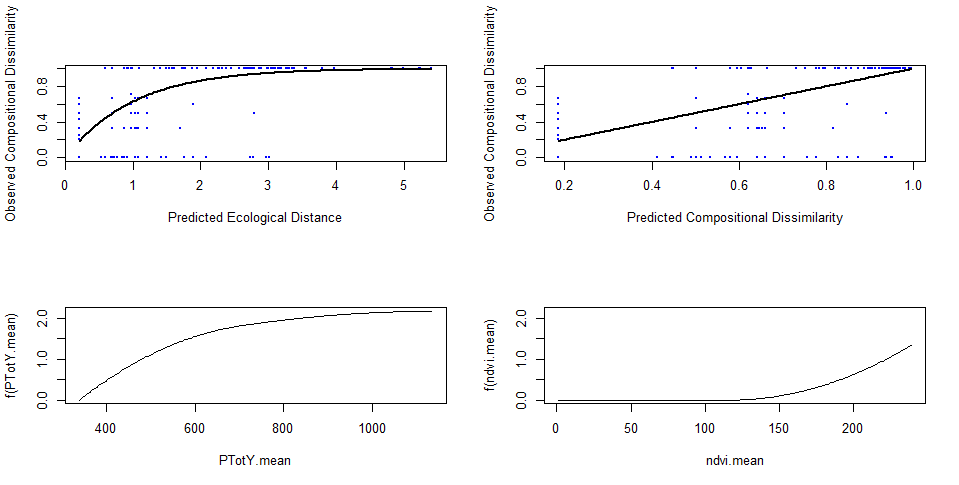 Observed Compositional Dissimilarity
0.0 0.4 0.8
0 1 2 3 4 5
Predicted Ecological Distance
Observed Compositional Dissimilarity
0.0 0.4 0.8
0.2 0.4 0.6 0.8 1.0
Predicted Compositional Dissimilarity
f(PTotY.mean)
0.0 1.0 2.0
400 600 800 1000
PTotY.mean
f(ndvi.mean)
0.0 1.0 2.0
0 50 100 150 200
ndvi.mean